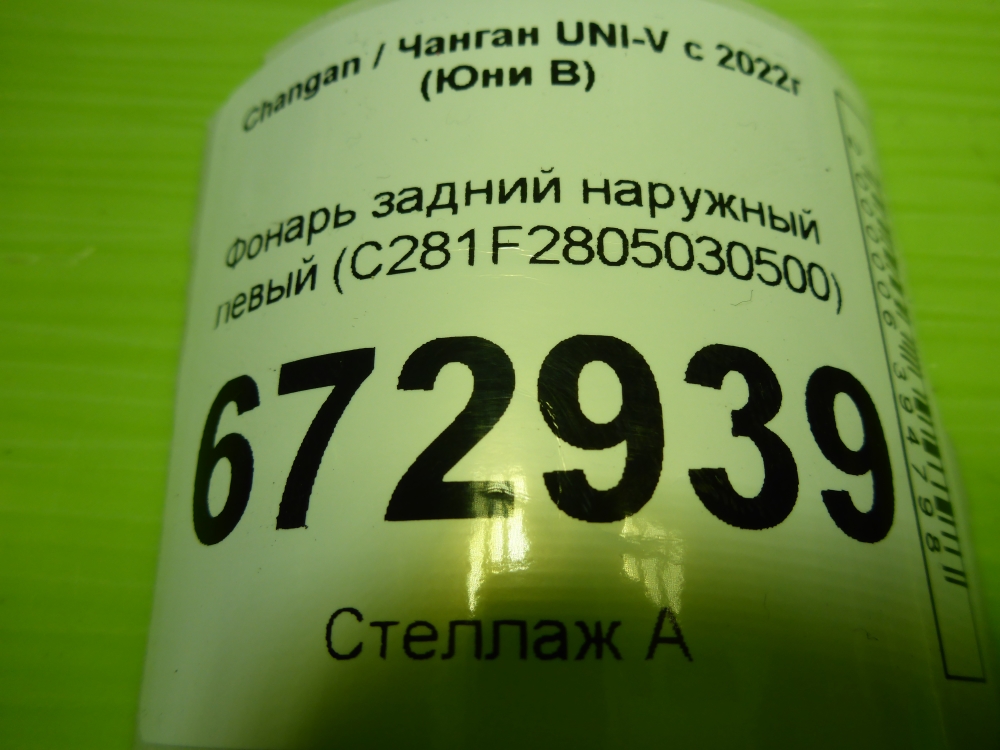 Changan / Чанган UNI-V с 2022г
(Юни В)
Фонарь задний наружный
левый (C281F2805030500)
672939
Стеллаж А